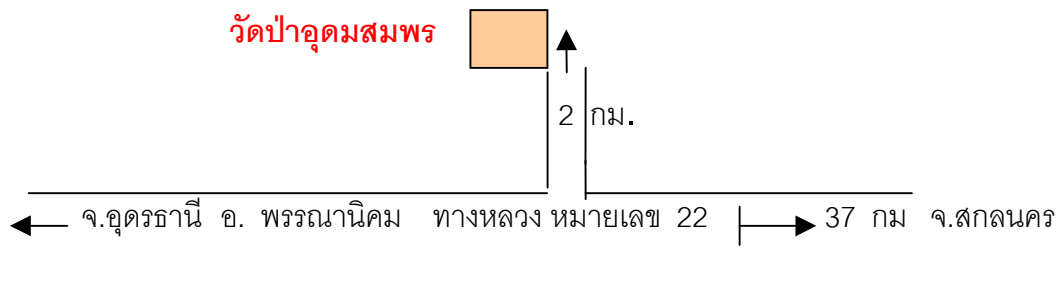 วัดป่าอุดมสมพร
2 กม.
จ.อุดรธานี อ. พรรณานิคม ทางหลวง หมายเลข 22 37 กม จ.สกลนคร